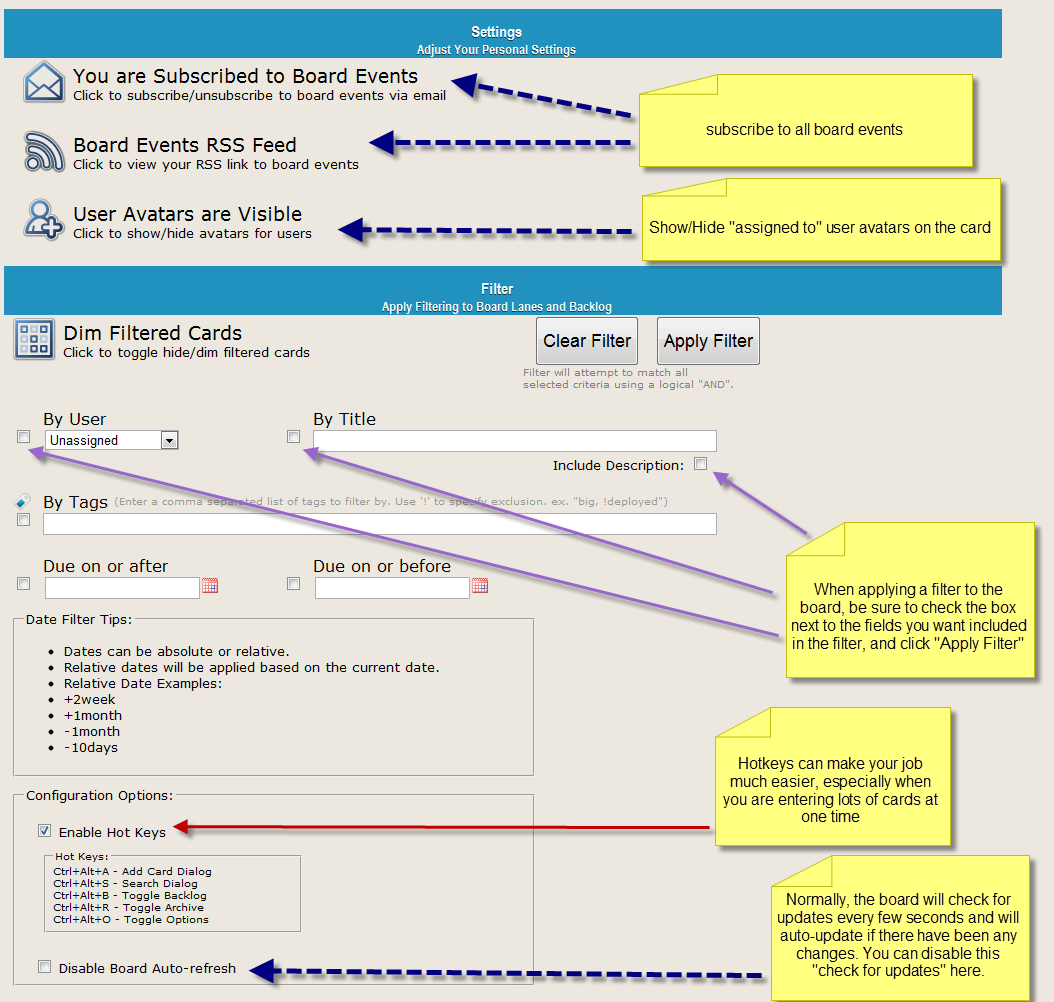 Settings
Adjust Your Personal Settings
You are Subscribed to Board Events
Click to subscribe/unsubscribe to board events via email
subscribe to all board events
Board Events RSS Feed
Click to view your RSS link to board events
User Avatars are Visible
Click to show/hide avatars for users
Show/Hide "assigned to" user avatars on the card
Filter
Apply Filtering to Board Lanes and Backlog
Dim Filtered Cards
Click to toggle hide/dim filtered cards
Clear Filter
Apply Filter
Filter will attempt to match all
selected criteria using a logical "AND".
By User
Unassigned
By Title
Include Description:
By Tags (Enter a comma separated list of tags to filter by. Use '!' to specify exclusion. ex. "big, !deployed")
Due on or after
Due on or before
When applying a filter to the
board, be sure to check the box
next to the fields you want included
in the filter, and click "Apply Filter"
Date Filter Tips:
Dates can be absolute or relative.
Relative dates will be applied based on the current date.
Relative Date Examples:
+2week
+1month
-1month
-10days
Hotkeys can make your job
much easier, especially when
you are entering lots of cards at
one time
Configuration Options:
Enable Hot Keys
Hot Keys:
Ctrl+Alt+A - Add Card Dialog
Ctrl+Alt+S - Search Dialog
Ctrl+Alt+B - Toggle Backlog
Ctrl+Alt+R - Toggle Archive
Ctrl+Alt+O - Toggle Options
Disable Board Auto-refresh
Normally, the board will check for
updates every few seconds and will
auto-update if there have been any
changes. You can disable this
"check for updates" here.